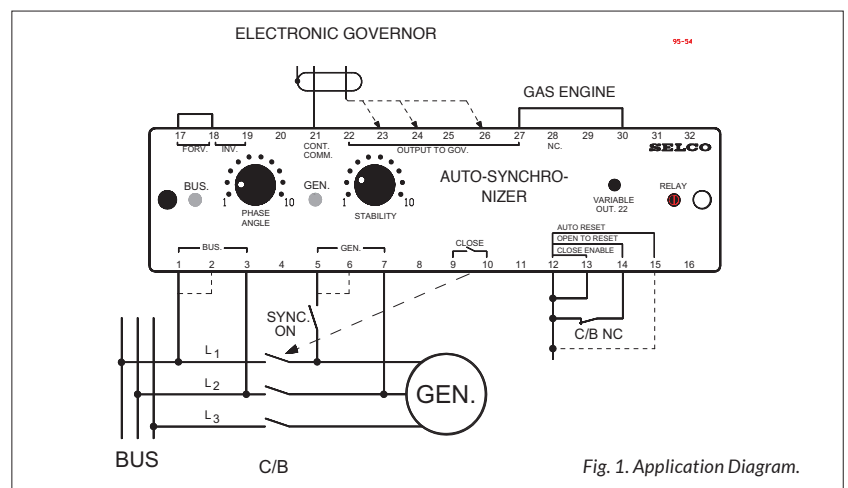 ELECTRONIC GOVERNOR
95-54
GAS ENGINE
17 18 19 20 21 22 23 24 25 26 27 28 29 30 31 32
FORV. INV. CONT. COMM. OUTPUT TO GOV. NC. SELCO
BUS. GEN. AUTO-SYNCHRO-
NIZER
VARIABLE
OUT. 22
RELAY
1 10
PHASE
ANGLE
1 10
STABILITY
BUS. GEN. CLOSE
AUTO RESET
OPEN TO RESET
CLOSE ENABLE
1 2 3 4 5 6 7 8 9 10 11 12 13 14 15 16
SYNC.
ON
C/B NC
L1
L2
L3
GEN.
BUS
C/B
Fig. 1. Application Diagram.